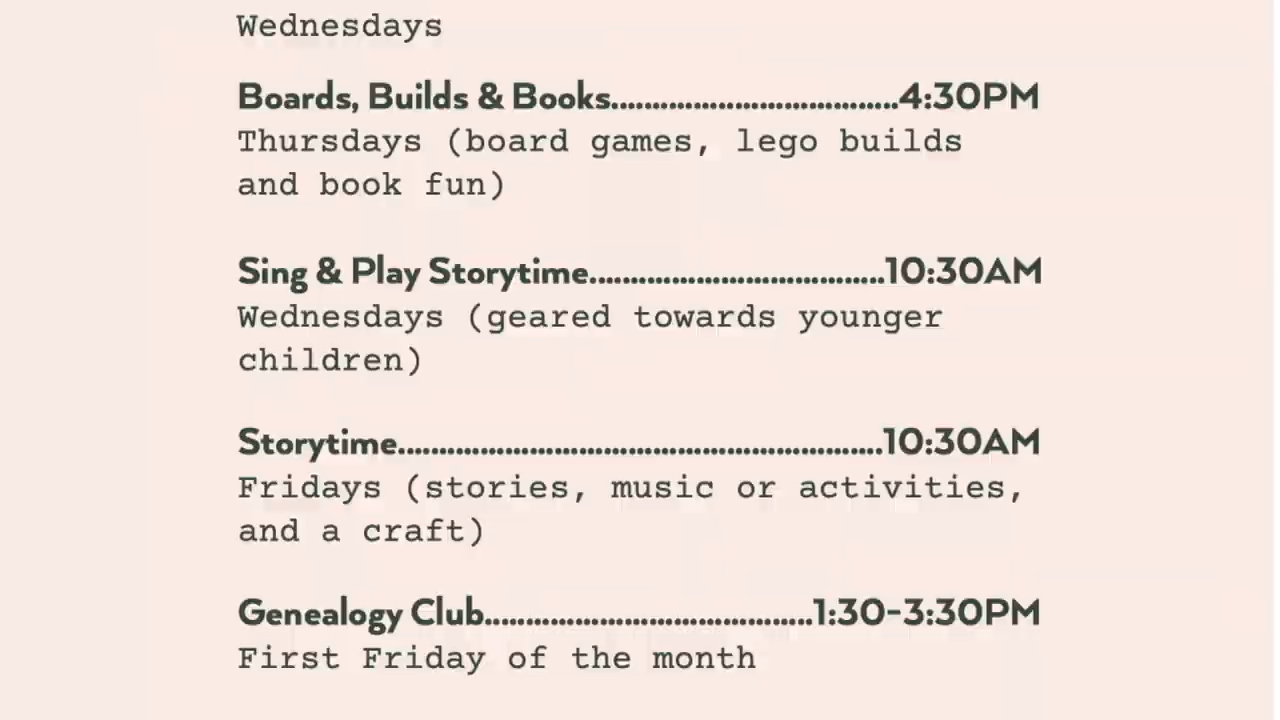 Wednesdays
Boards, Builds & Books....................................4:30PM
Thursdays (board games, lego builds
and book fun)
Sing & Play Storytime.....................................10:30AM
Wednesdays (geared towards younger
children)
Storytime............................................................10:30AM
Fridays (stories, music or activities,
and a craft)
Genealogy Club.........................................1:30-3:30PM
First Friday of the month